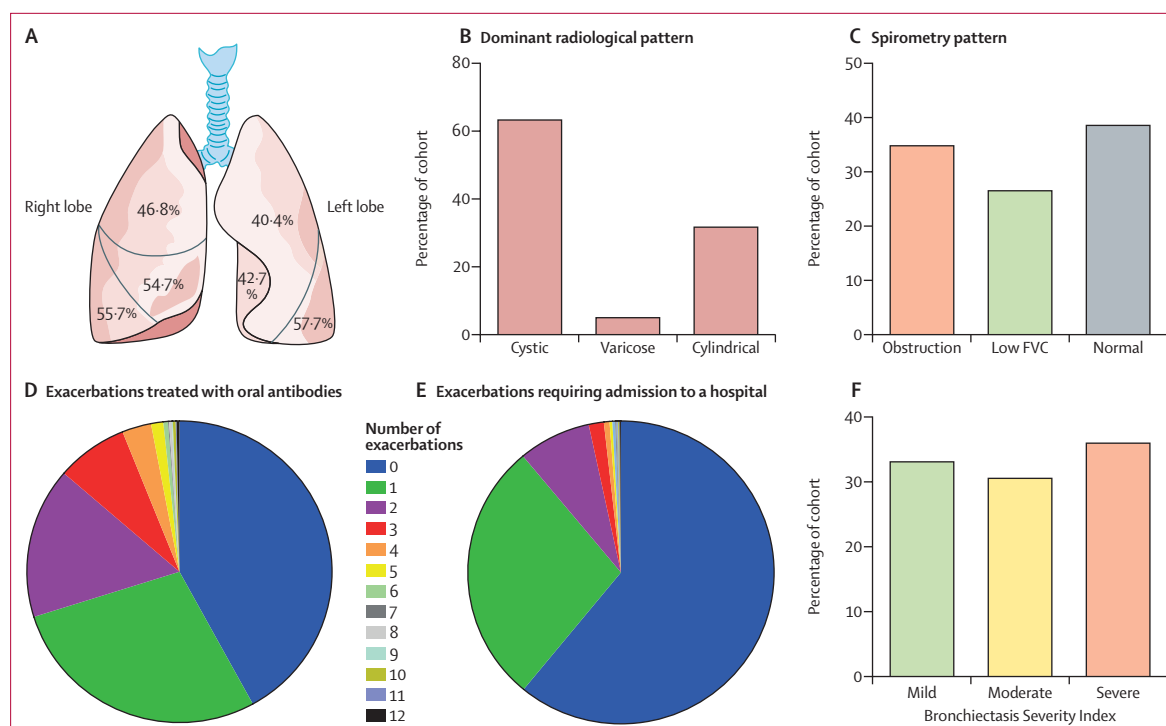 A
Right lobe
Left lobe
46·8%
40·4%
54·7%
42·7
%
55·7%
57·7%
B Dominant radiological pattern
Percentage of cohort
80
60
40
20
0
Cystic
Varicose
Cylindrical
C Spirometry pattern
Percentage of cohort
50
40
30
20
10
0
Obstruction
Low FVC
Normal
D Exacerbations treated with oral antibodies
E Exacerbations requiring admission to a hospital
Number of
exacerbations
0
1
2
3
4
5
6
7
8
9
10
11
12
F
Percentage of cohort
40
30
20
10
0
Mild
Moderate
Severe
Bronchiectasis Severity Index